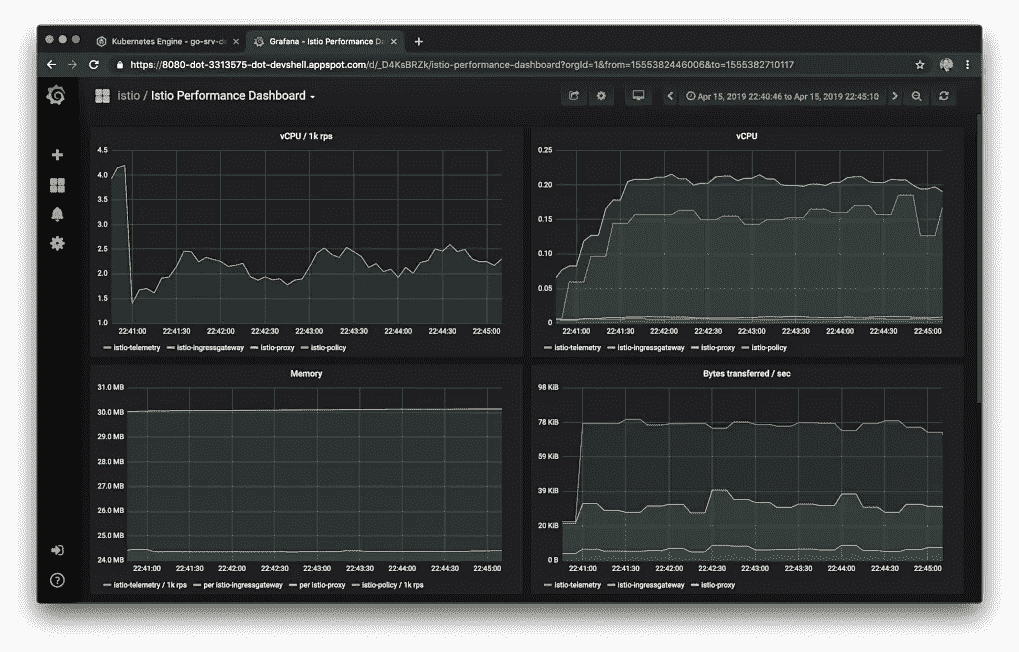 Kubernetes Engine - go-srv-d
Grafana - Istio Performance Da
https://8080-dot-3313575-dot-devshell.appspot.com/d/_D4KsBRZk/istio-performance-dashboard?orgId=1&from=1555382446006&to=1555382710117
istio / Istio Performance Dashboard
Apr 15, 2019 22:40:46 to Apr 15, 2019 22:45:10
vCPU / 1k rps
4.5
4.0
3.5
3.0
2.5
2.0
1.5
1.0
22:41:00 22:41:30 22:42:00 22:42:30 22:43:00 22:43:30 22:44:00 22:44:30 22:45:00
istio-telemetry istio-ingressgateway istio-proxy istio-policy
vCPU
0.25
0.20
0.15
0.10
0.05
0
22:41:00 22:41:30 22:42:00 22:42:30 22:43:00 22:43:30 22:44:00 22:44:30 22:45:00
istio-telemetry istio-ingressgateway istio-proxy istio-policy
Memory
31.0 MB
30.0 MB
29.0 MB
28.0 MB
27.0 MB
26.0 MB
25.0 MB
24.0 MB
22:41:00 22:41:30 22:42:00 22:42:30 22:43:00 22:43:30 22:44:00 22:44:30 22:45:00
istio-telemetry / 1k rps per istio-ingressgateway per istio-proxy istio-policy / 1k rps
Bytes transferred / sec
98 KiB
78 KiB
59 KiB
39 KiB
20 KiB
0 B
22:41:00 22:41:30 22:42:00 22:42:30 22:43:00 22:43:30 22:44:00 22:44:30 22:45:00
istio-telemetry istio-ingressgateway istio-proxy